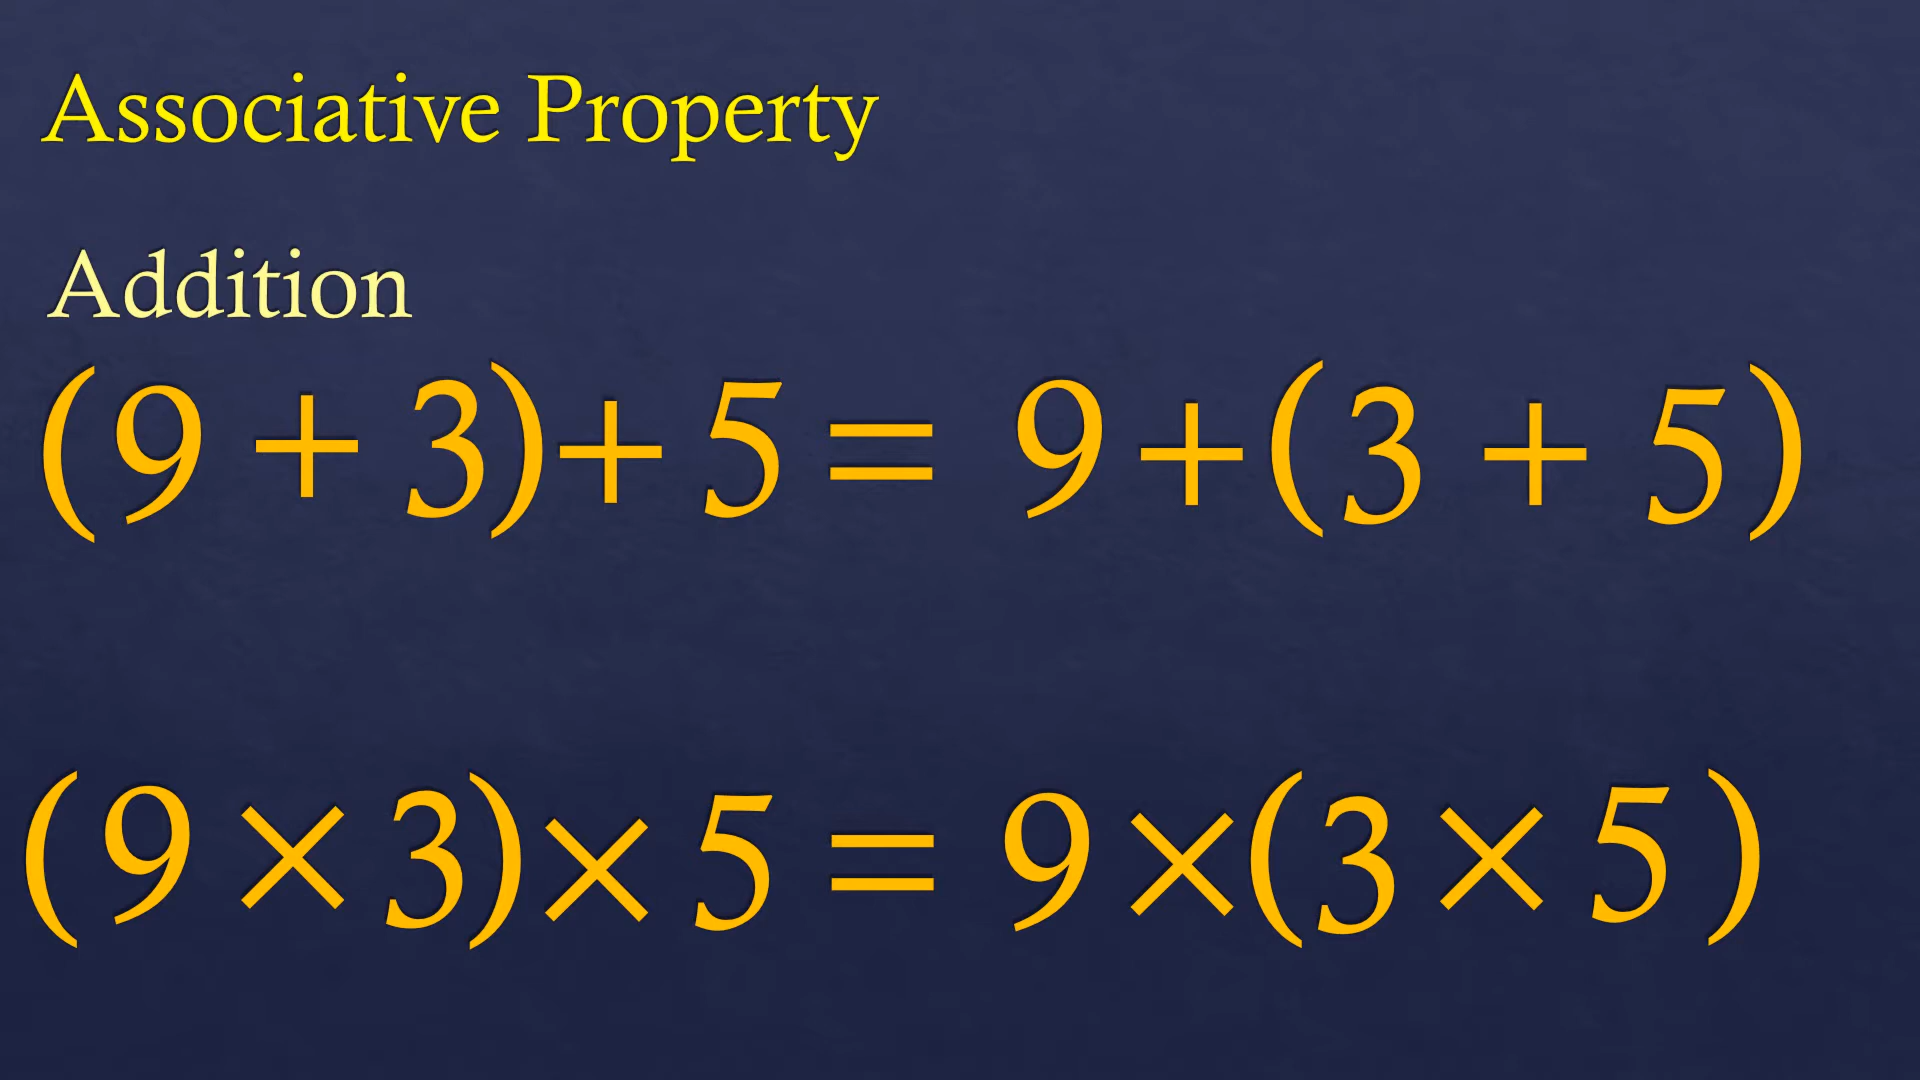 Associative Property
Addition
(9 + 3) + 5 = 9 + (3 + 5)
(9 × 3) × 5 = 9 × (3 × 5)